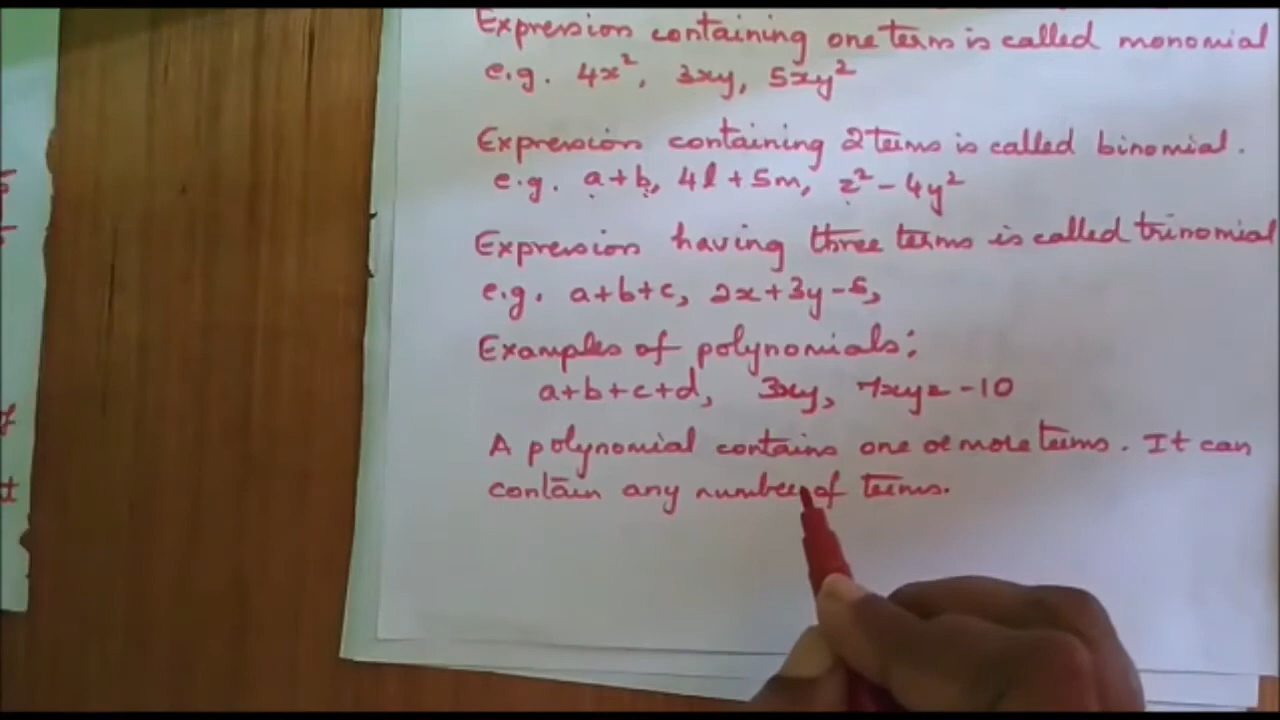 Expression containing one term is called monomial
e.g. 4x², 3xy, 5xy²
Expression containing 2 terms is called binomial.
e.g. a+b, 4l+5m, z²-4y²
Expression having three terms is called trinomial
e.g. a+b+c, 2x+3y-5,
Examples of polynomials:
a+b+c+d, 3xy, 7xyz-10
A polynomial contains one or more terms. It can
contain any number of terms.